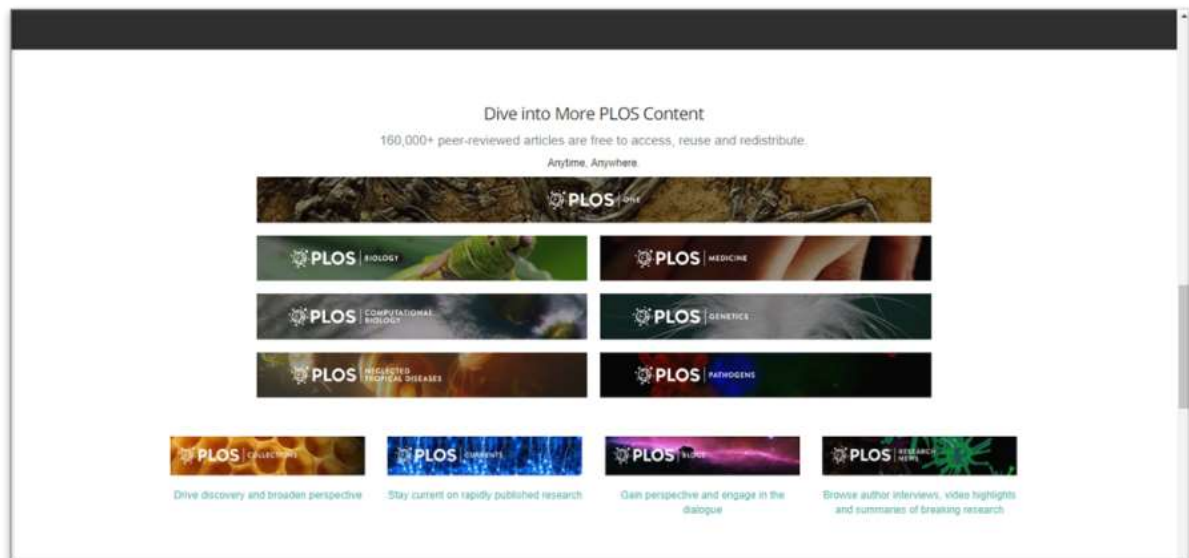 Dive into More PLOS Content
160,000+ peer-reviewed articles are free to access, reuse and redistribute.
Anytime, Anywhere.
PLOS ONE
PLOS BIOLOGY
PLOS MEDICINE
PLOS COMPUTATIONAL
BIOLOGY
PLOS GENETICS
PLOS NEGLECTED
TROPICAL DISEASES
PLOS PATHOGENS
PLOS COLLECTIONS
PLOS CURRENTS
PLOS BLOGS
PLOS RESEARCH
NEWS
Drive discovery and broaden perspective
Stay current on rapidly published research
Gain perspective and engage in the
dialogue
Browse author interviews, video highlights
and summaries of breaking research